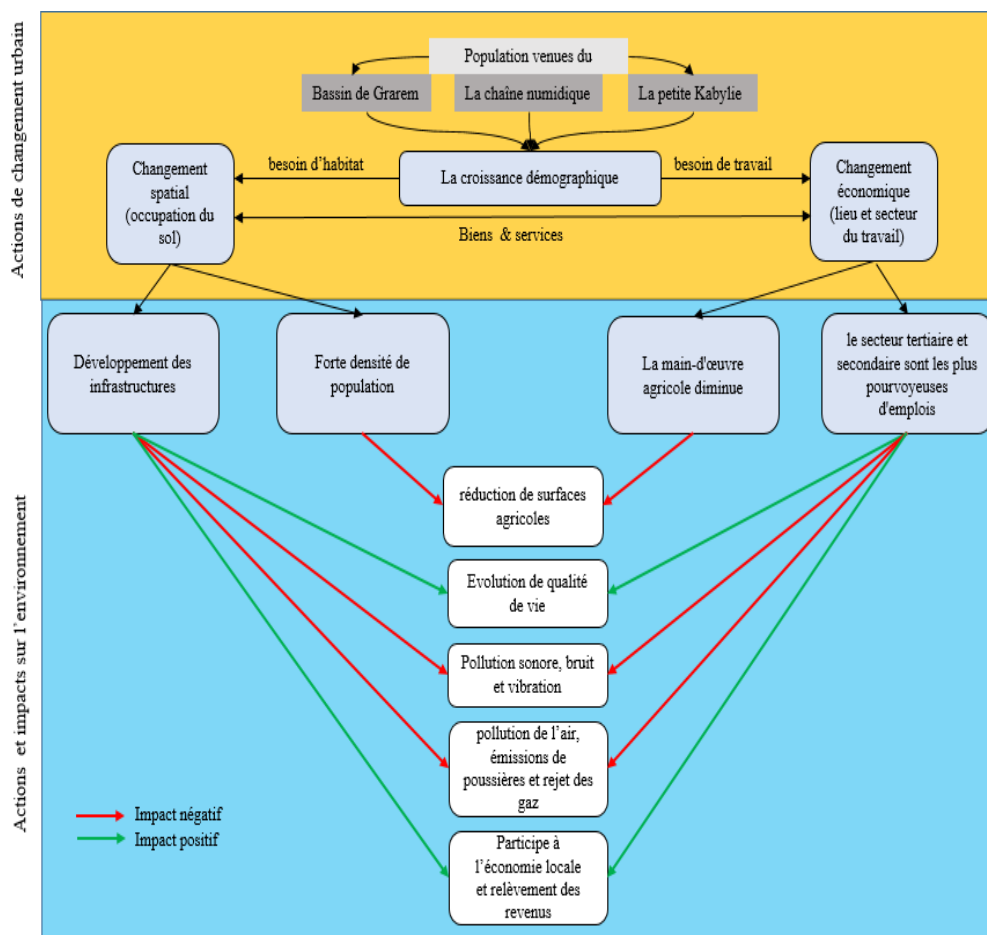 Actions de changement urbain
Population venues du
Bassin de Grarem
La chaîne numidique
La petite Kabylie
Changement
spatial
(occupation du
sol)
besoin d'habitat
La croissance démographique
besoin de travail
Changement
économique
(lieu et secteur
du travail)
Biens & services
Actions et impacts sur l'environnement
Développement des
infrastructures
Forte densité de
population
La main-d'œuvre
agricole diminue
le secteur tertiaire et
secondaire sont les plus
pourvoyeuses
d'emplois
réduction de surfaces
agricoles
Evolution de qualité
de vie
Pollution sonore, bruit
et vibration
pollution de l'air,
émissions de
poussières et rejet des
gaz
Participe à
l'économie locale
et relèvement des
revenus
Impact négatif
Impact positif